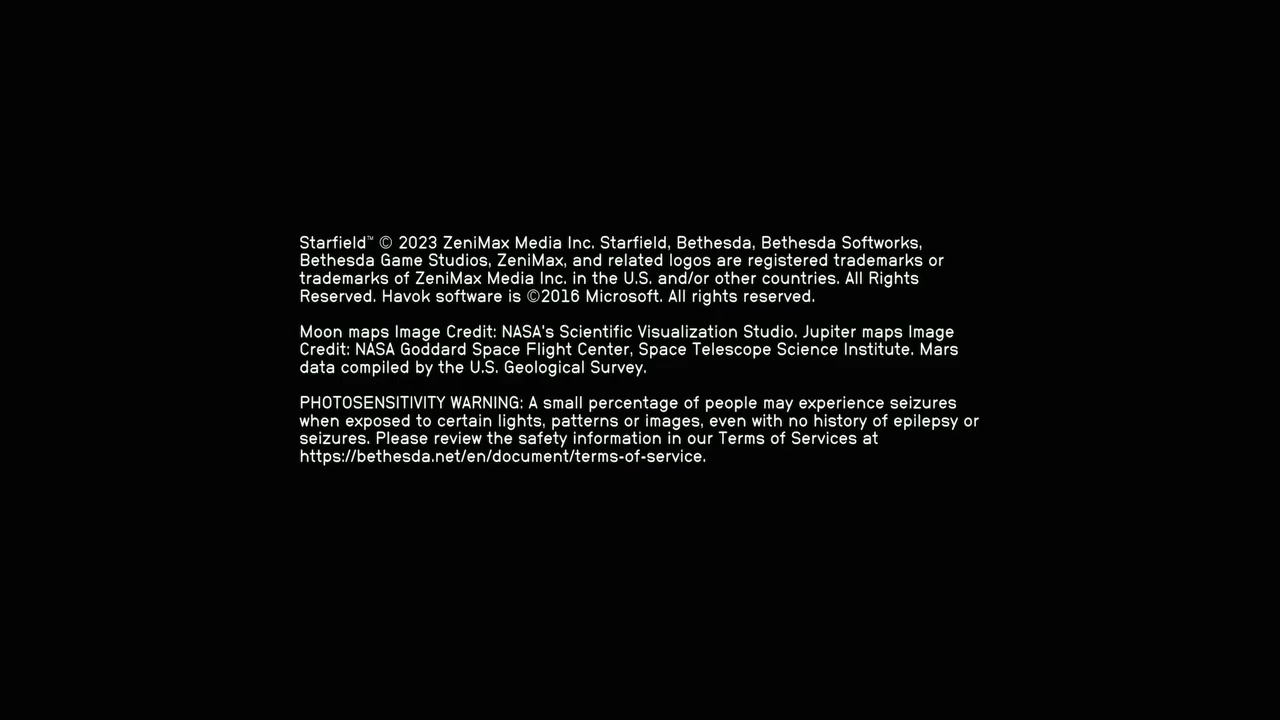 Starfield™ © 2023 ZeniMax Media Inc. Starfield, Bethesda, Bethesda Softworks,
Bethesda Game Studios, ZeniMax, and related logos are registered trademarks or
trademarks of ZeniMax Media Inc. in the U.S. and/or other countries. All Rights
Reserved. Havok software is ©2016 Microsoft. All rights reserved.
Moon maps Image Credit: NASA's Scientific Visualization Studio. Jupiter maps Image
Credit: NASA Goddard Space Flight Center, Space Telescope Science Institute. Mars
data compiled by the U.S. Geological Survey.
PHOTOSENSITIVITY WARNING: A small percentage of people may experience seizures
when exposed to certain lights, patterns or images, even with no history of epilepsy or
seizures. Please review the safety information in our Terms of Services at
https://bethesda.net/en/document/terms-of-service.